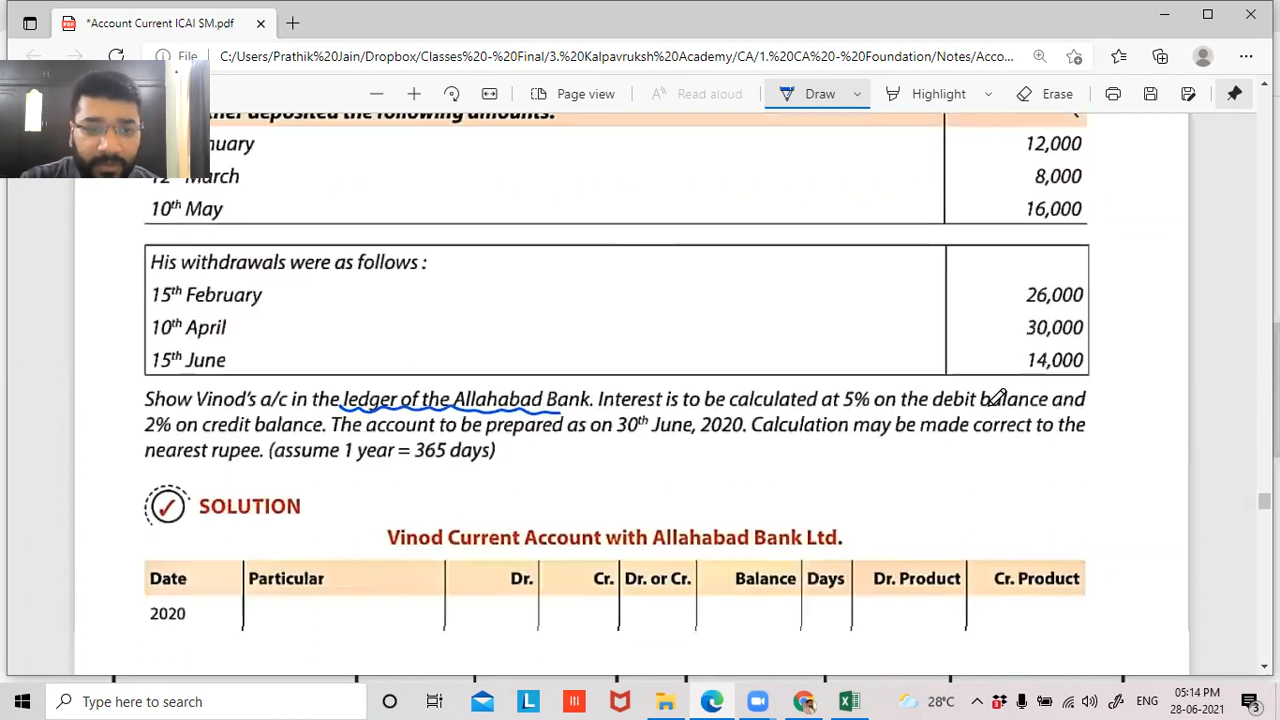 *Account Current ICAI SM.pdf
File
C:/Users/Prathik%20Jain/Dropbox/Classes%20-%20Final/3.%20Kalpavruksh%20Academy/CA/1.%20CA%20-%20Foundation/Notes/Acco...
Page view
Read aloud
Draw
Highlight
Erase
deposited the following amounts:
12,000
12th March 8,000
10th May 16,000
His withdrawals were as follows :
15th February 26,000
10th April 30,000
15th June 14,000
Show Vinod's a/c in the ledger of the Allahabad Bank. Interest is to be calculated at 5% on the debit balance and
2% on credit balance. The account to be prepared as on 30th June, 2020. Calculation may be made correct to the
nearest rupee. (assume 1 year = 365 days)
SOLUTION
Vinod Current Account with Allahabad Bank Ltd.
Date Particular Dr. Cr. Dr. or Cr. Balance Days Dr. Product Cr. Product
2020
Type here to search
28°C
ENG
05:14 PM
28-06-2021
3